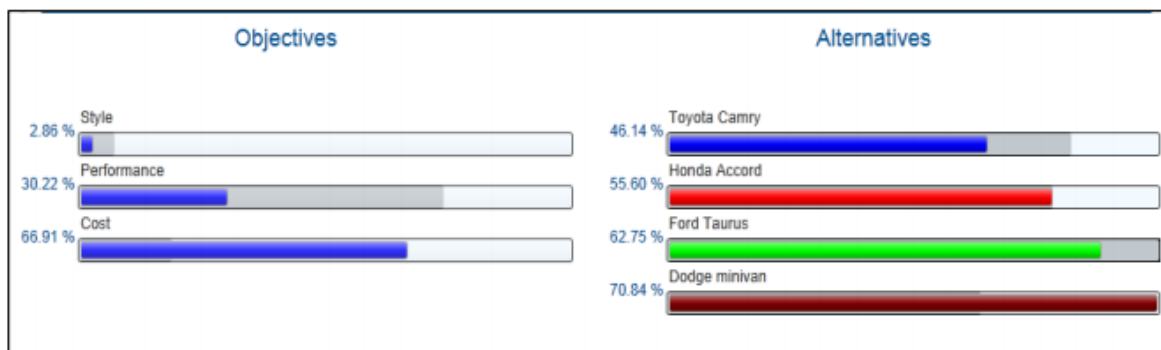 Objectives
Style
2.86 %
Performance
30.22 %
Cost
66.91 %
Alternatives
Toyota Camry
46.14 %
Honda Accord
55.60 %
Ford Taurus
62.75 %
Dodge minivan
70.84 %